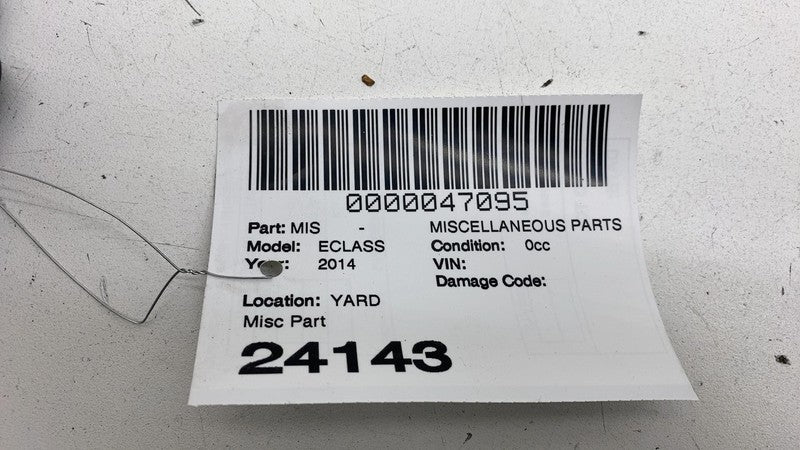 0000047095
Part: MIS - MISCELLANEOUS PARTS
Model: ECLASS Condition: 0cc
Year: 2014 VIN:
Damage Code:
Location: YARD
Misc Part
24143